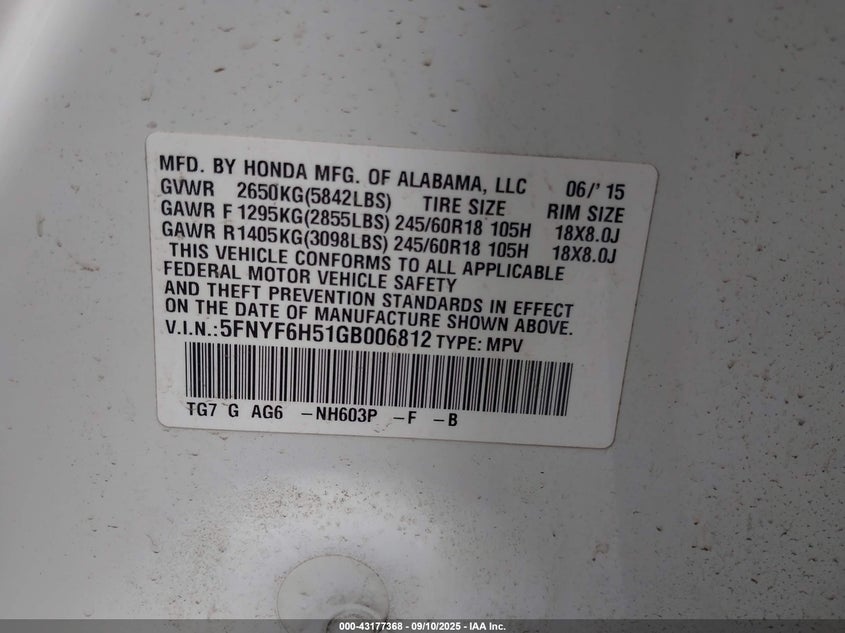 MFD. BY HONDA MFG. OF ALABAMA, LLC 06/'15
GVWR 2650KG(5842LBS) TIRE SIZE RIM SIZE
GAWR F 1295KG(2855LBS) 245/60R18 105H 18X8.0J
GAWR R1405KG(3098LBS) 245/60R18 105H 18X8.0J
THIS VEHICLE CONFORMS TO ALL APPLICABLE
FEDERAL MOTOR VEHICLE SAFETY
AND THEFT PREVENTION STANDARDS IN EFFECT
ON THE DATE OF MANUFACTURE SHOWN ABOVE.
V.I.N.:5FNYF6H51GB006812 TYPE: MPV
TG7 G AG6 –NH603P –F –B
000-43177368 - 09/10/2025 - IAA Inc.